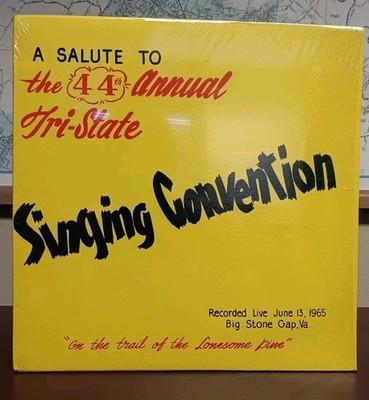 A SALUTE TO
the 44th Annual
Tri-State
Singing Convention
Recorded Live June 13, 1965
Big Stone Gap, Va.
"On the trail of the Lonesome pine"